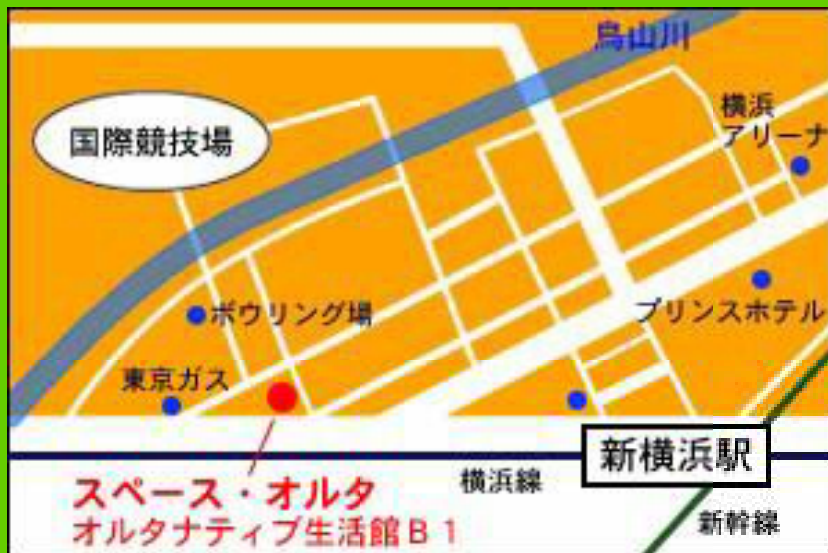 鳥山川
横浜
アリーナ
国際競技場
ボウリング場
プリンスホテル
東京ガス
新横浜駅
横浜線
スペース・オルタ
オルタナティブ生活館B1
新幹線